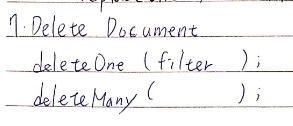 7. Delete Document
deleteOne (filter );
deleteMany ( );